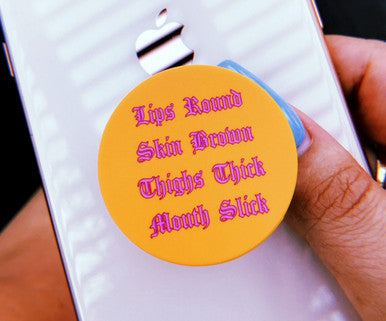 Lips Round
Skin Brown
Thighs Thick
Mouth Slick